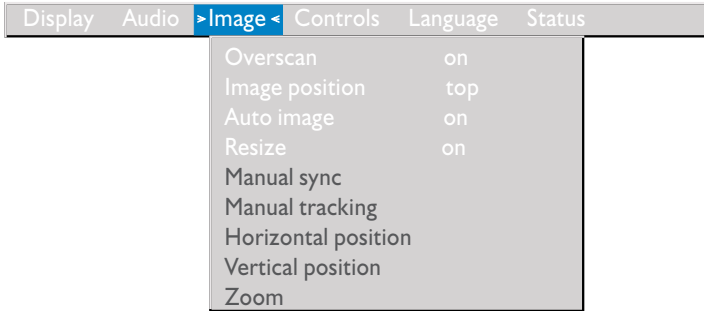 Display Audio >Image< Controls Language Status
Overscan on
Image position top
Auto image on
Resize on
Manual sync
Manual tracking
Horizontal position
Vertical position
Zoom